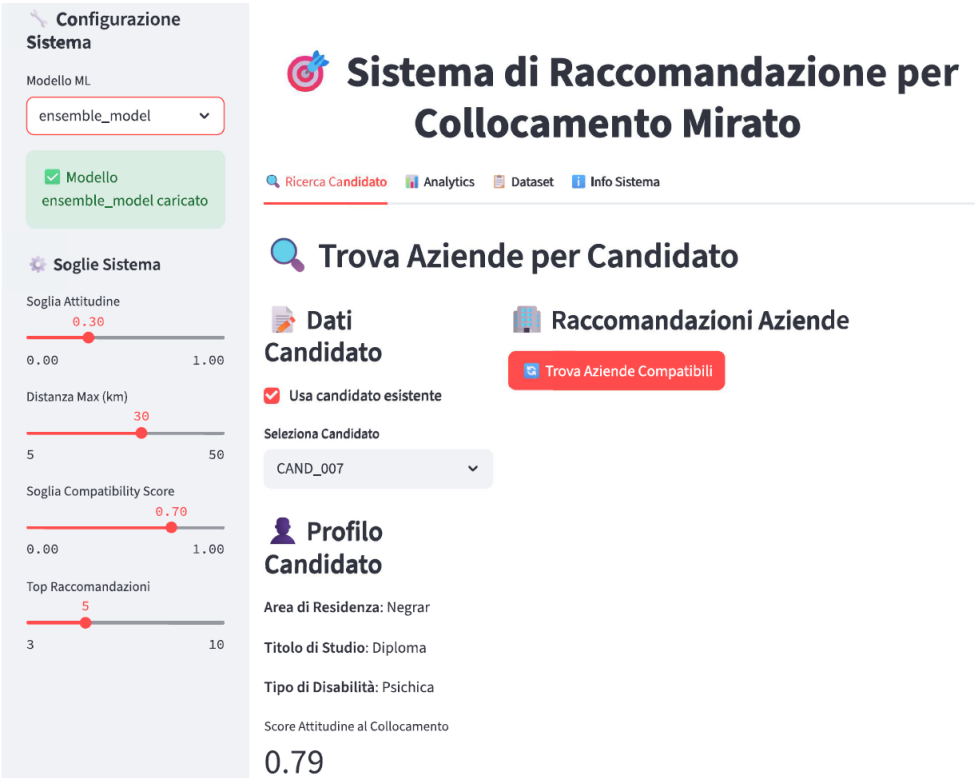 Configurazione
Sistema
Modello ML
ensemble_model
Modello
ensemble_model caricato
Soglie Sistema
Soglia Attitudine
0.30
0.00 1.00
Distanza Max (km)
30
5 50
Soglia Compatibility Score
0.70
0.00 1.00
Top Raccomandazioni
5
3 10
Sistema di Raccomandazione per
Collocamento Mirato
Ricerca Candidato Analytics Dataset Info Sistema
Trova Aziende per Candidato
Dati
Candidato
Usa candidato esistente
Seleziona Candidato
CAND_007
Profilo
Candidato
Area di Residenza: Negrar
Titolo di Studio: Diploma
Tipo di Disabilità: Psichica
Score Attitudine al Collocamento
0.79
Raccomandazioni Aziende
Trova Aziende Compatibili